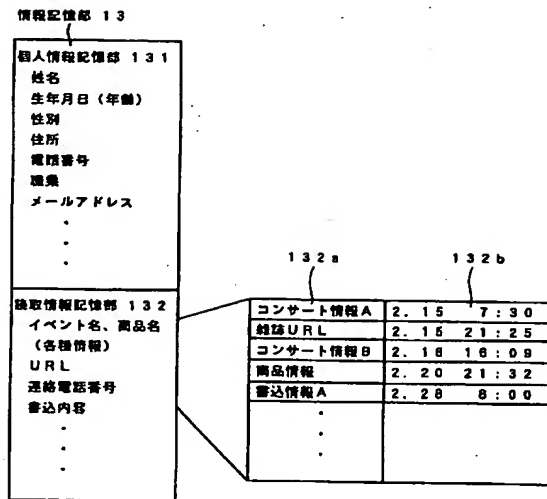 情報記憶部 13
個人情報記憶部 131
姓名
生年月日（年齢）
性別
住所
電話番号
職業
メールアドレス
・
・
・
読取情報記憶部 132
イベント名、商品名
（各種情報）
URL
連絡電話番号
書込内容
・
・
・
132a 132b
コンサート情報A 2. 15 7:30
雑誌URL 2. 15 21:25
コンサート情報B 2. 18 16:09
商品情報 2. 20 21:32
書込情報A 2. 28 8:00
・ ・
・ ・
・ ・